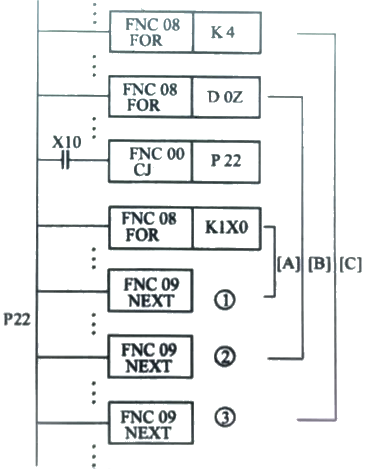 FNC 08 FOR K 4
FNC 08 FOR D 0Z
X10
FNC 00 CJ P 22
FNC 08 FOR K1X0
[A] [B] [C]
FNC 09 NEXT ①
P22
FNC 09 NEXT ②
FNC 09 NEXT ③